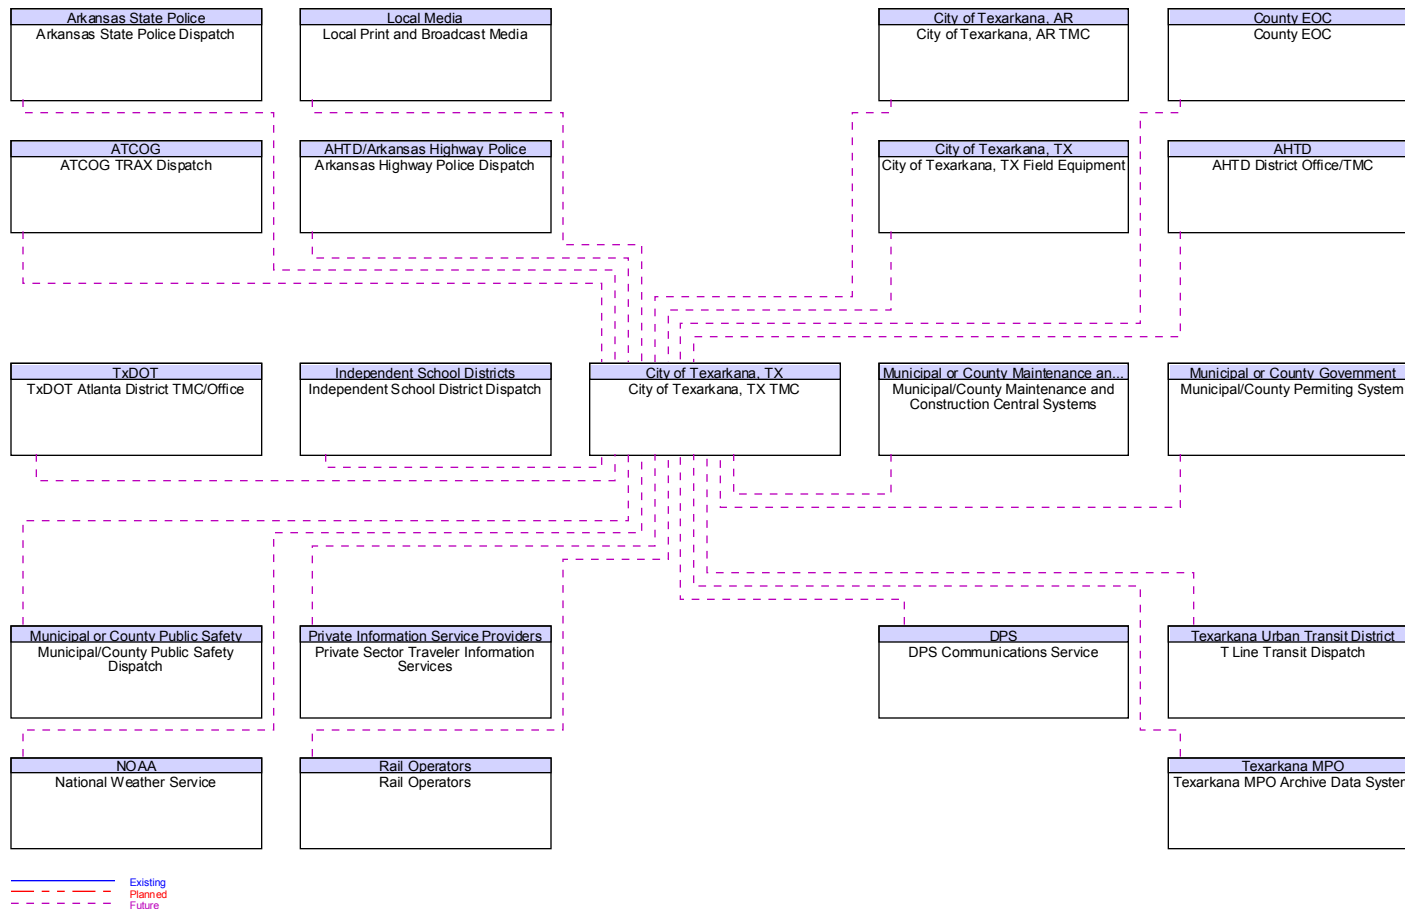 Arkansas State Police
Arkansas State Police Dispatch
Local Media
Local Print and Broadcast Media
City of Texarkana, AR
City of Texarkana, AR TMC
County EOC
County EOC
ATCOG
ATCOG TRAX Dispatch
AHTD/Arkansas Highway Police
Arkansas Highway Police Dispatch
City of Texarkana, TX
City of Texarkana, TX Field Equipment
AHTD
AHTD District Office/TMC
TxDOT
TxDOT Atlanta District TMC/Office
Independent School Districts
Independent School District Dispatch
City of Texarkana, TX
City of Texarkana, TX TMC
Municipal or County Maintenance an...
Municipal/County Maintenance and
Construction Central Systems
Municipal or County Government
Municipal/County Permiting System
Municipal or County Public Safety
Municipal/County Public Safety
Dispatch
Private Information Service Providers
Private Sector Traveler Information
Services
DPS
DPS Communications Service
Texarkana Urban Transit District
T Line Transit Dispatch
NOAA
National Weather Service
Rail Operators
Rail Operators
Texarkana MPO
Texarkana MPO Archive Data System
Existing
Planned
Future